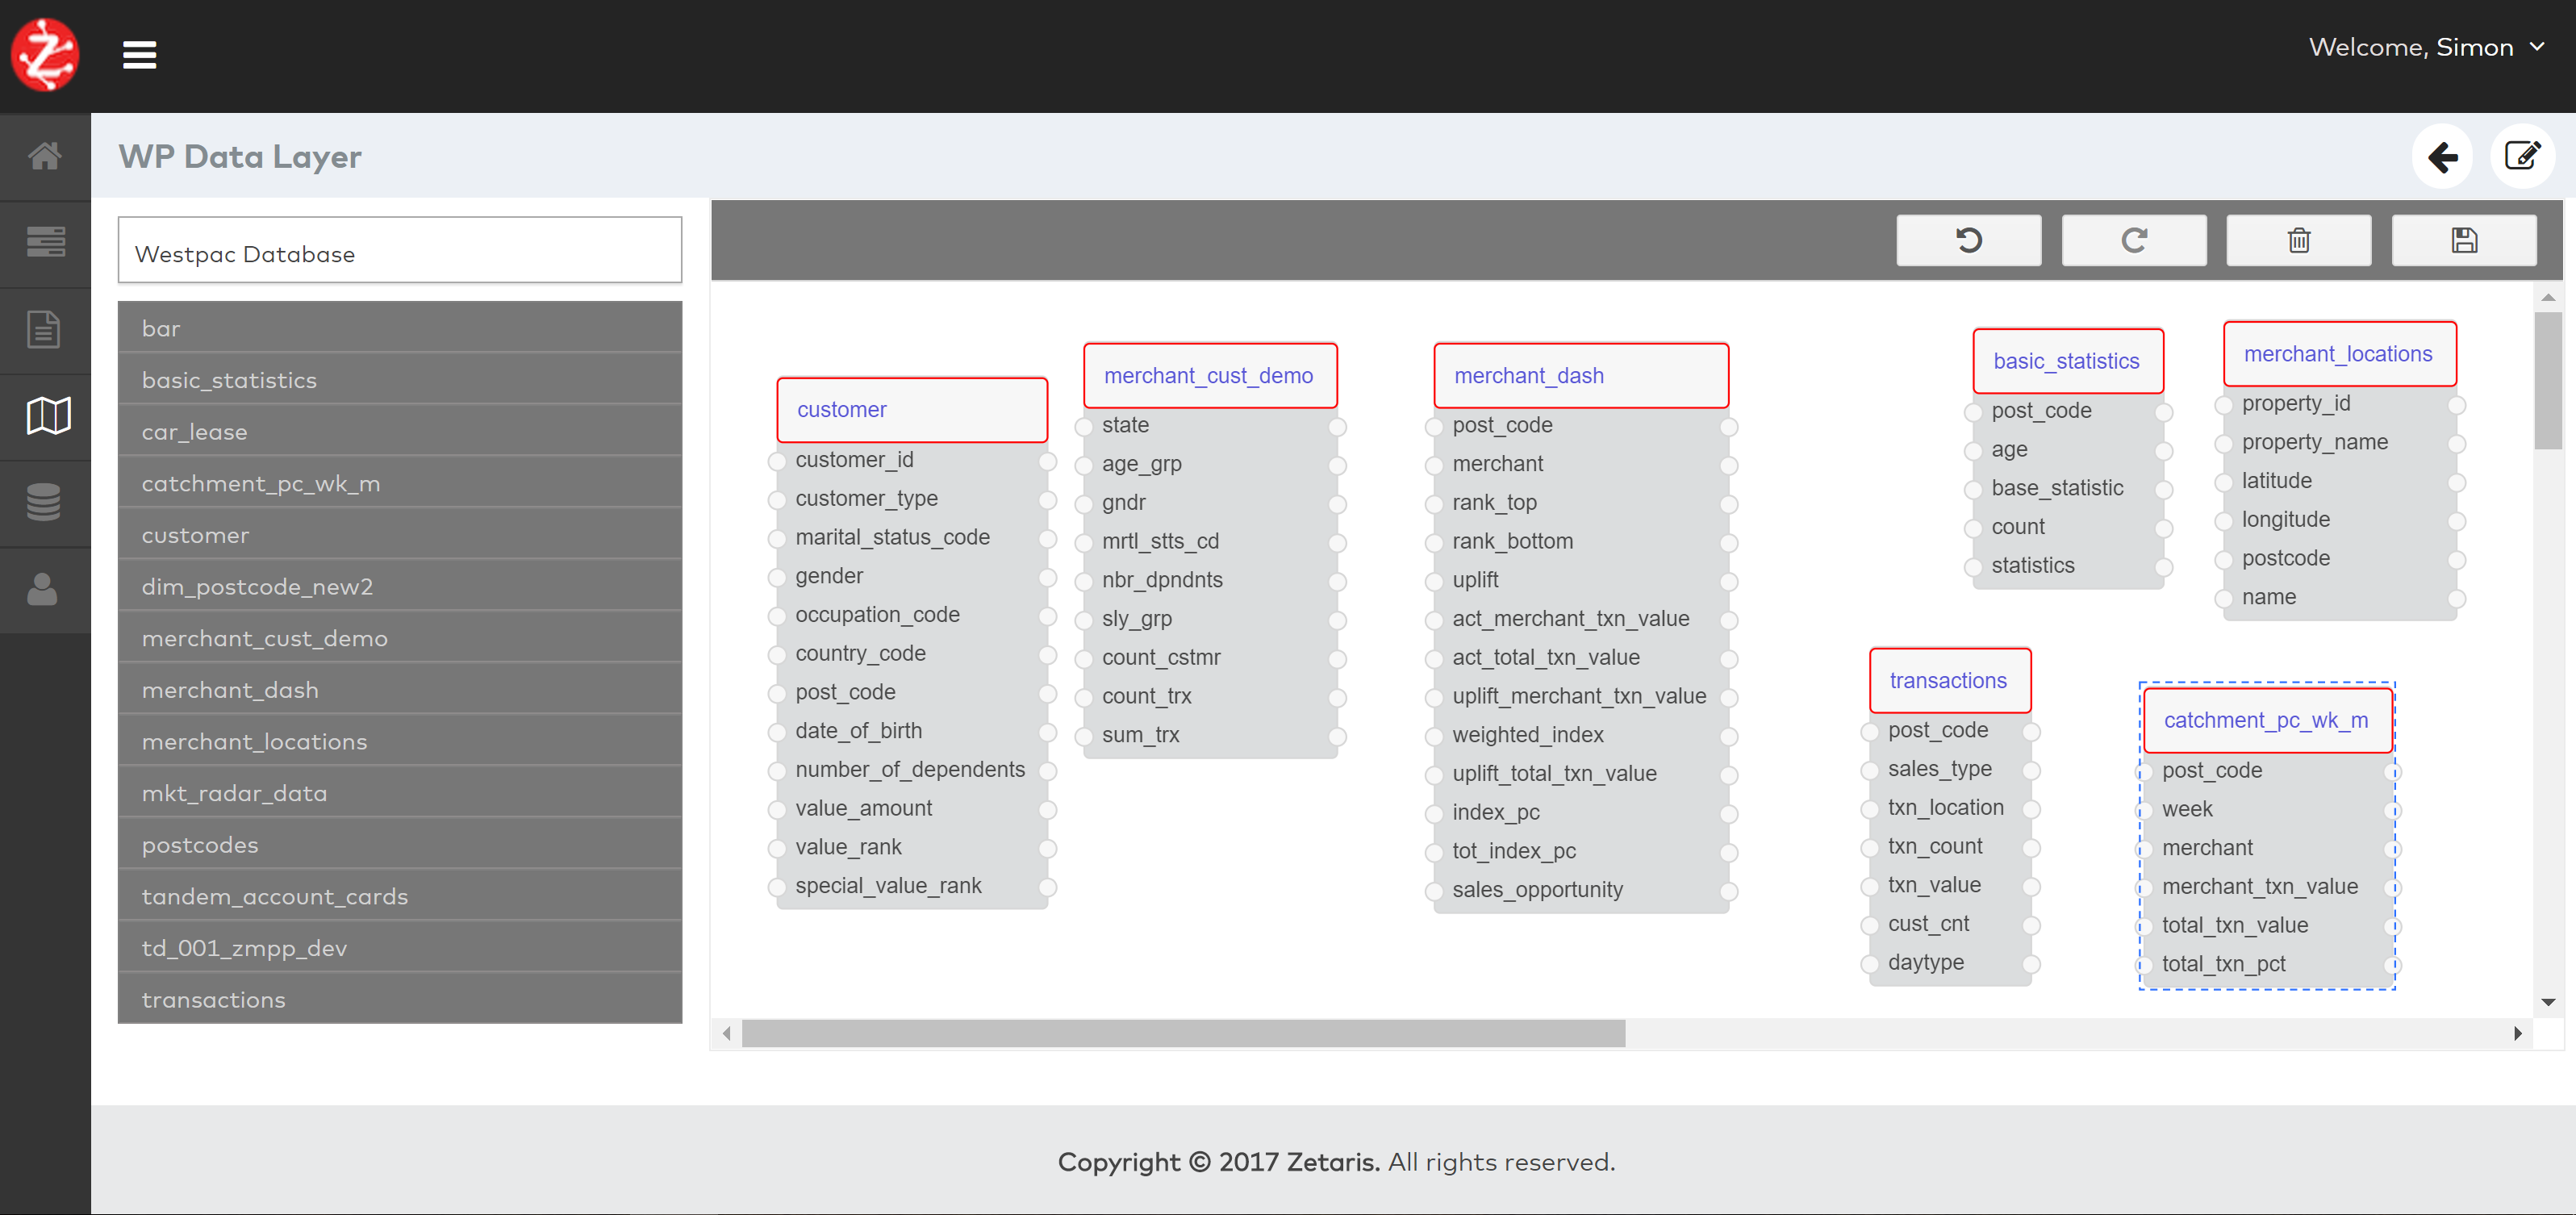 Welcome, Simon
WP Data Layer
Westpac Database
bar
basic_statistics
car_lease
catchment_pc_wk_m
customer
dim_postcode_new2
merchant_cust_demo
merchant_dash
merchant_locations
mkt_radar_data
postcodes
tandem_account_cards
td_001_zmpp_dev
transactions
customer
customer_id
customer_type
marital_status_code
gender
occupation_code
country_code
post_code
date_of_birth
number_of_dependents
value_amount
value_rank
special_value_rank
merchant_cust_demo
state
age_grp
gndr
mrtl_stts_cd
nbr_dpndnts
sly_grp
count_cstmr
count_trx
sum_trx
merchant_dash
post_code
merchant
rank_top
rank_bottom
uplift
act_merchant_txn_value
act_total_txn_value
uplift_merchant_txn_value
weighted_index
uplift_total_txn_value
index_pc
tot_index_pc
sales_opportunity
basic_statistics
post_code
age
base_statistic
count
statistics
merchant_locations
property_id
property_name
latitude
longitude
postcode
name
transactions
post_code
sales_type
txn_location
txn_count
txn_value
cust_cnt
daytype
catchment_pc_wk_m
post_code
week
merchant
merchant_txn_value
total_txn_value
total_txn_pct
Copyright © 2017 Zetaris. All rights reserved.